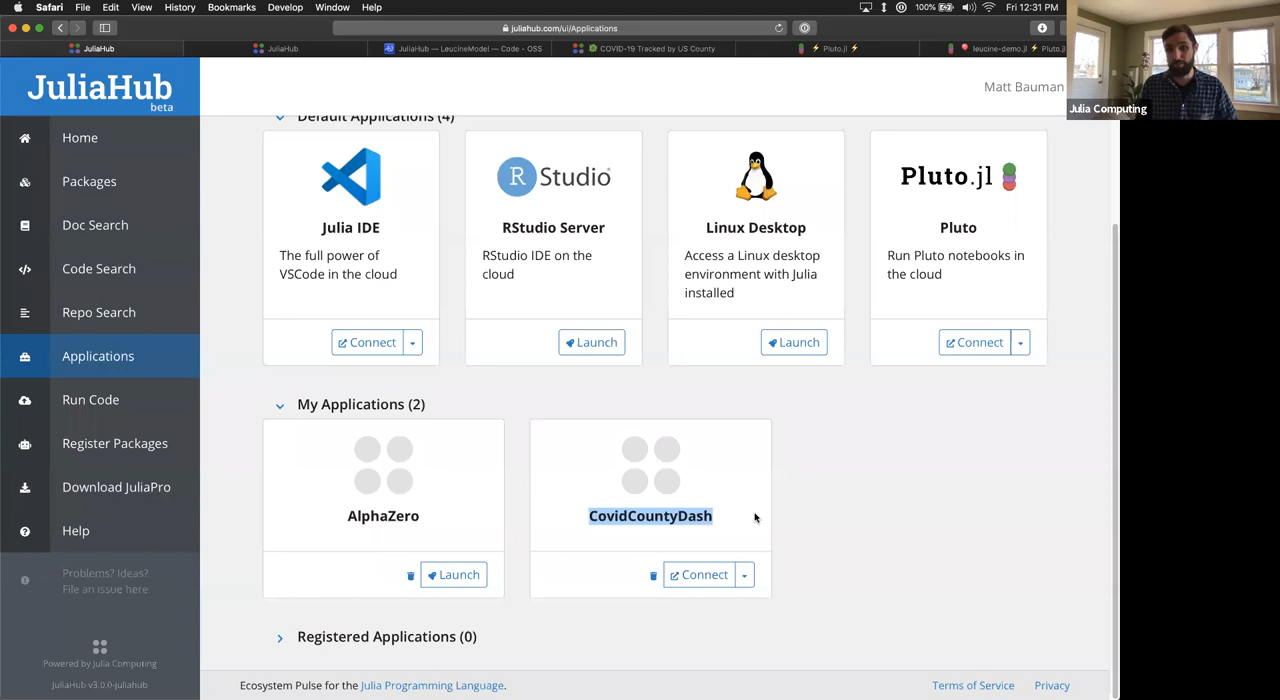 Safari File Edit View History Bookmarks Develop Window Help
100%
Fri 12:31 PM
juliahub.com/ui/Applications
JuliaHub
JuliaHub
JuliaHub — LeucineModel — Code - OSS
COVID-19 Tracked by US County
⚡ Pluto.jl ⚡
leucine-demo.jl ⚡ Pluto.jl
Julia Computing
JuliaHub
beta
Matt Bauman
Home
Packages
Doc Search
Code Search
Repo Search
Applications
Run Code
Register Packages
Download JuliaPro
Help
Problems? Ideas?
File an issue here.
Powered by Julia Computing
JuliaHub v3.0.0-juliahub
Default Applications (4)
Julia IDE
The full power of
VSCode in the cloud
Connect
R Studio
RStudio Server
RStudio IDE on the
cloud
Launch
Linux Desktop
Access a Linux desktop
environment with Julia
installed
Launch
Pluto.jl
Pluto
Run Pluto notebooks in
the cloud
Connect
My Applications (2)
AlphaZero
Launch
CovidCountyDash
Connect
Registered Applications (0)
Ecosystem Pulse for the Julia Programming Language.
Terms of Service
Privacy